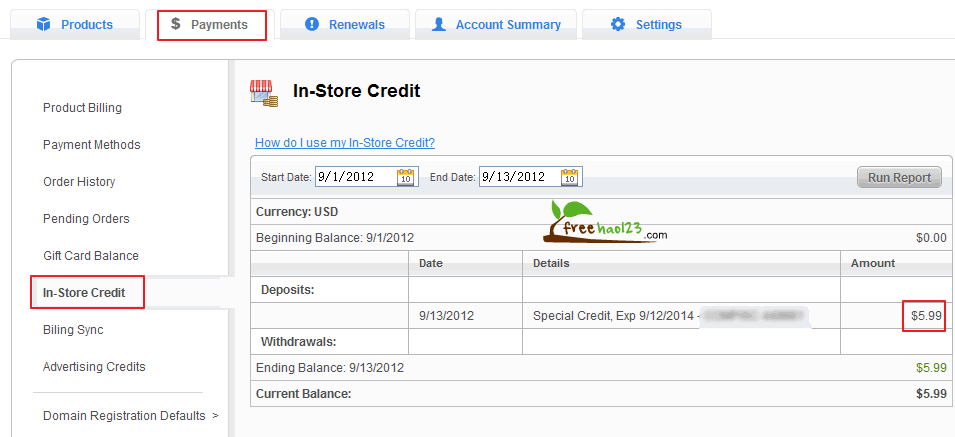 Products
$ Payments
Renewals
Account Summary
Settings
Product Billing
Payment Methods
Order History
Pending Orders
Gift Card Balance
In-Store Credit
Biling Sync
Advertising Credits
Domain Registration Defaults >
In-Store Credit
How do I use my In-Store Credit?
Start Date: 9/1/2012 10 End Date: 9/13/2012 10 Run Report
Currency: USD
freehao123.com
Beginning Balance: 9/1/2012 $0.00
Date Details Amount
Deposits:
9/13/2012 Special Credit, Exp 9/12/2014 - $5.99
Withdrawals:
Ending Balance: 9/13/2012 $5.99
Current Balance: $5.99